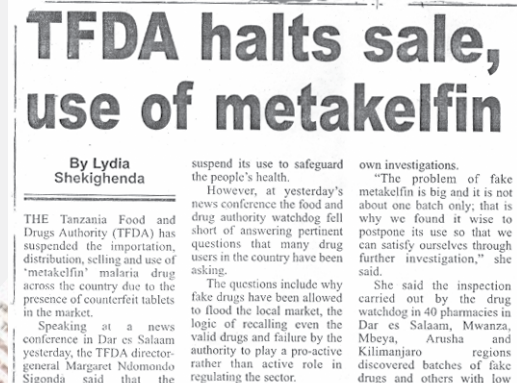 TFDA halts sale,
use of metakelfin
By Lydia
Shekighenda
THE Tanzania Food and
Drugs Authority (TFDA) has
suspended the importation,
distribution, selling and use of
‘metakelfin’ malaria drug
across the country due to the
presence of counterfeit tablets
in the market.
Speaking at a news
conference in Dar es Salaam
yesterday, the TFDA director-
general Margaret Ndomondo
Sigonda said that the
suspend its use to safeguard
the people's health.
However, at yesterday's
news conference the food and
drug authority watchdog fell
short of answering pertinent
questions that many drug
users in the country have been
asking.
The questions include why
fake drugs have been allowed
to flood the local market, the
logic of recalling even the
valid drugs and failure by the
authority to play a pro-active
rather than active role in
regulating the sector.
own investigations.
“The problem of fake
metakelfin is big and it is not
about one batch only; that is
why we found it wise to
postpone its use so that we
can satisfy ourselves through
further investigation,” she
said.
She said the inspection
carried out by the drug
watchdog in 40 pharmacies in
Dar es Salaam, Mwanza,
Mbeya, Arusha and
Kilimanjaro regions
discovered batches of fake
drugs and others with low